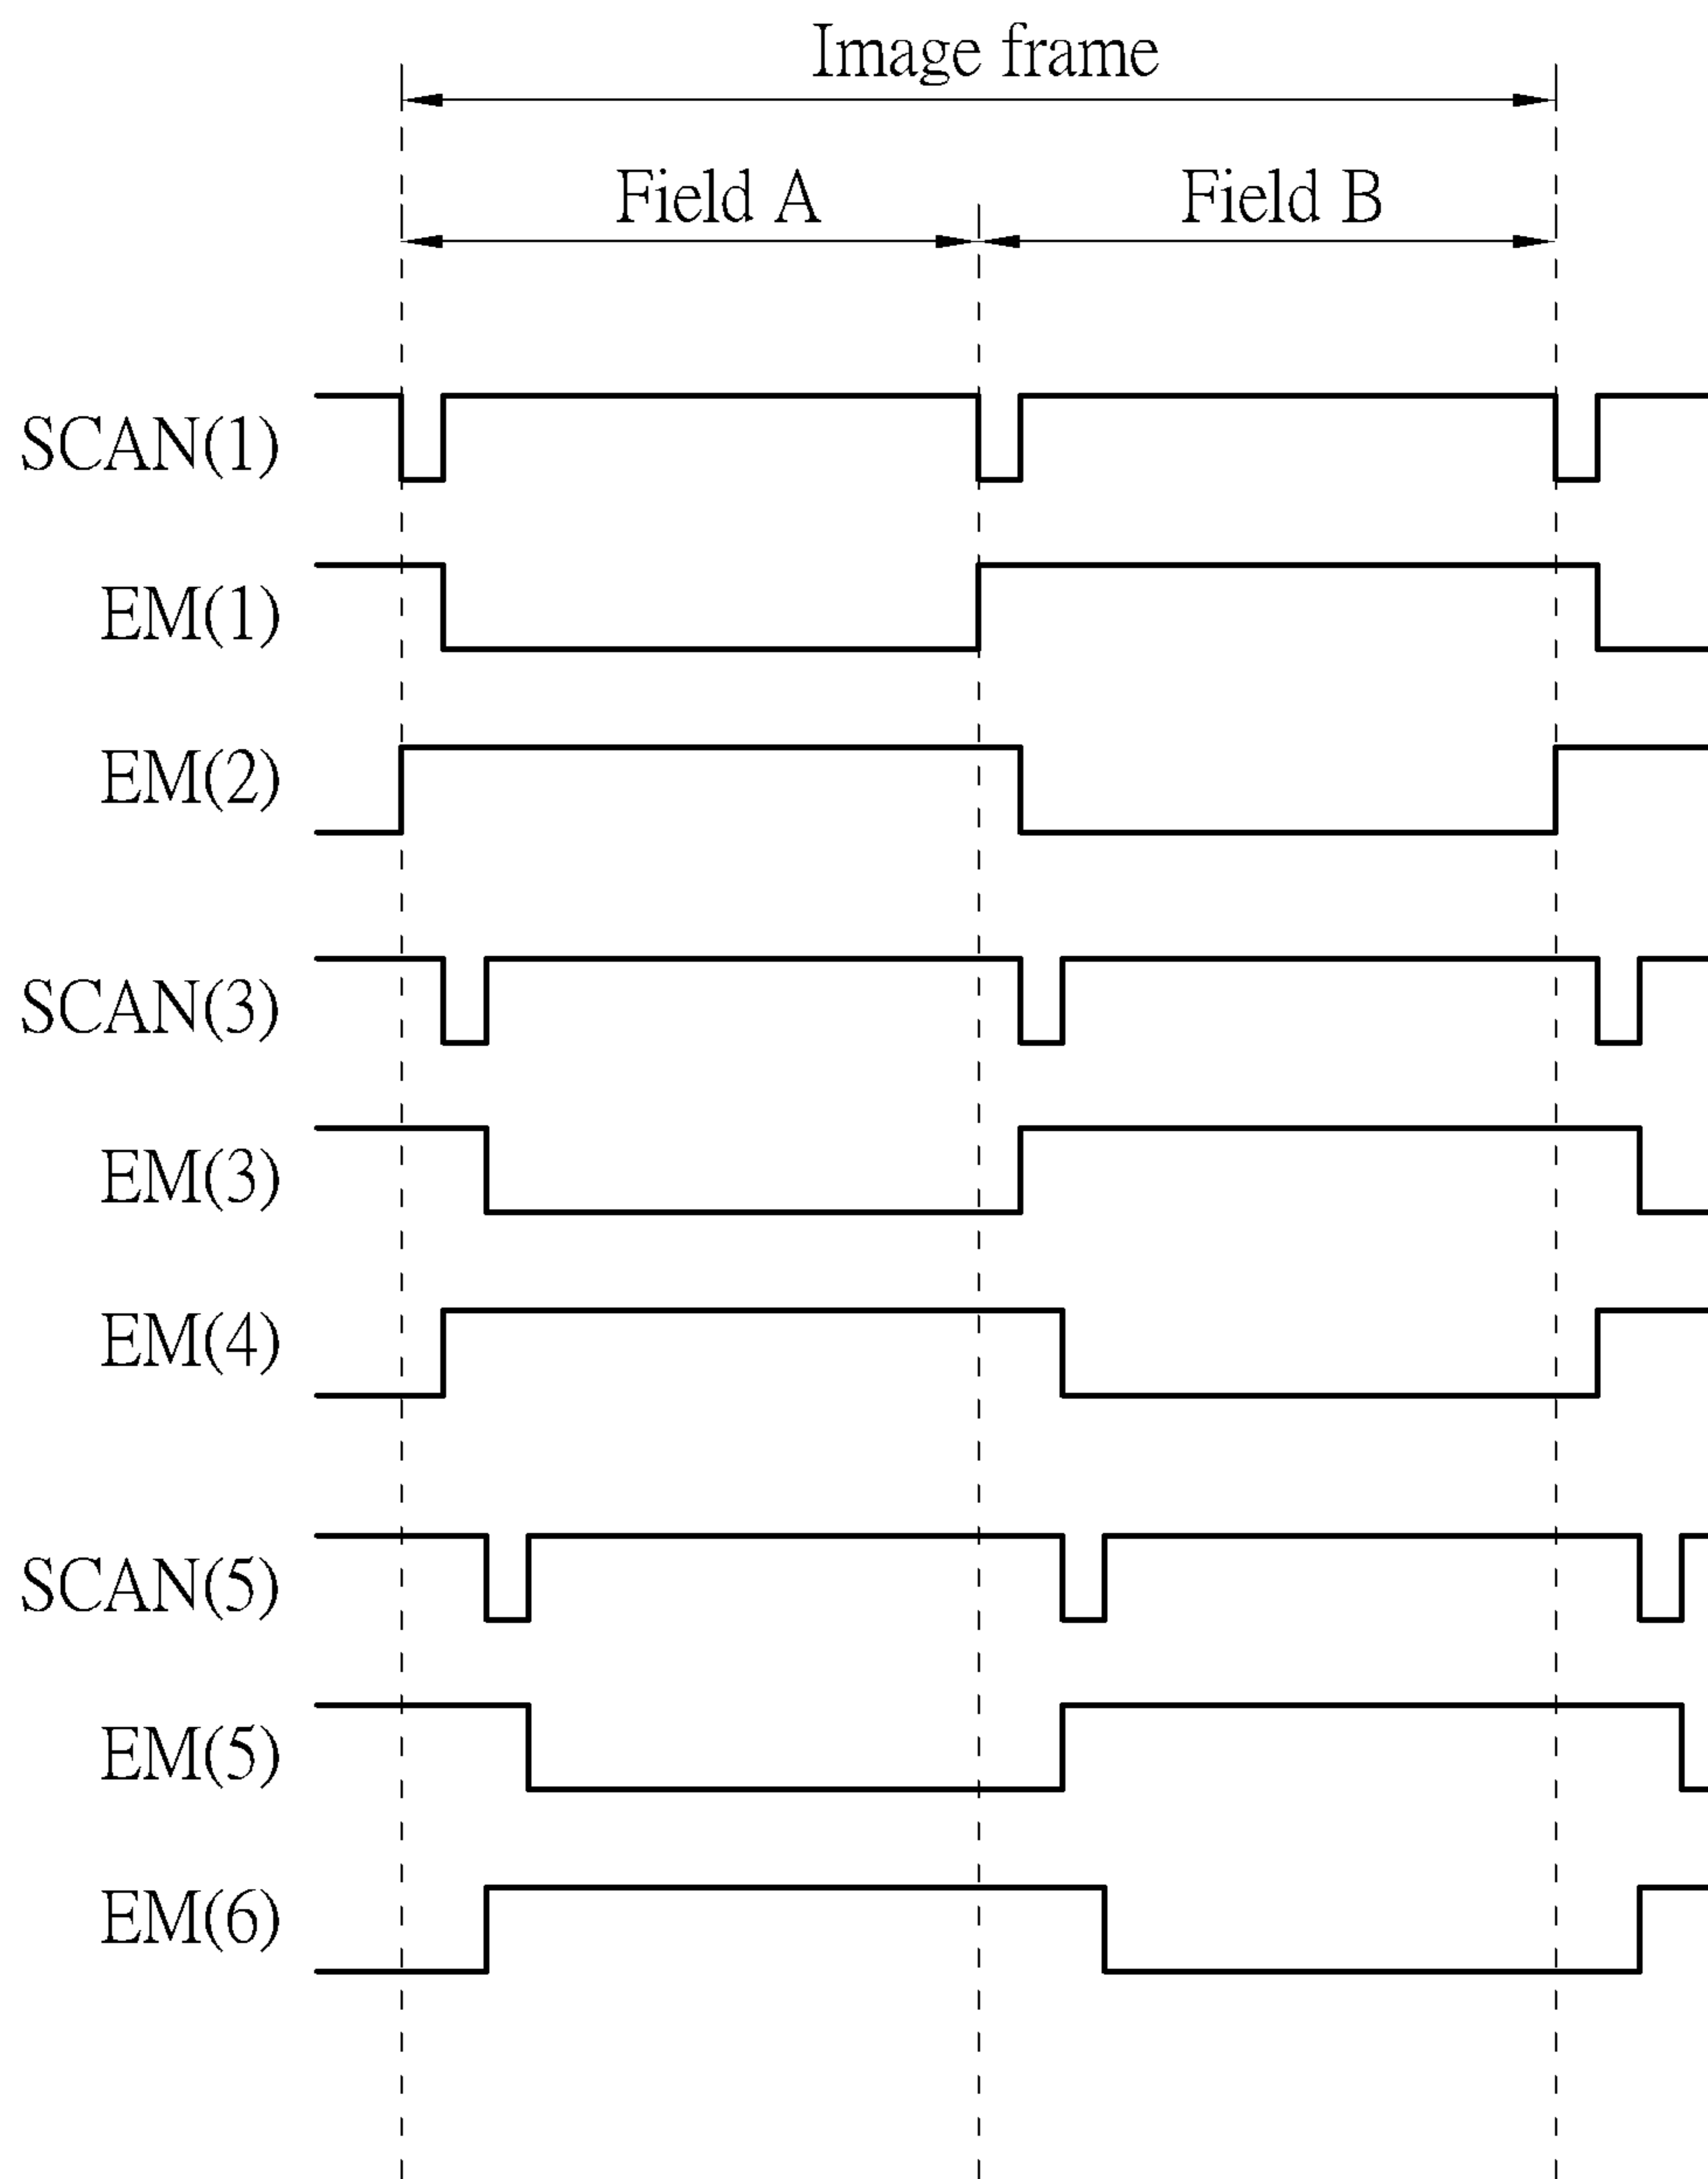 Image frame
Field A Field B
SCAN(1)
EM(1)
EM(2)
SCAN(3)
EM(3)
EM(4)
SCAN(5)
EM(5)
EM(6)